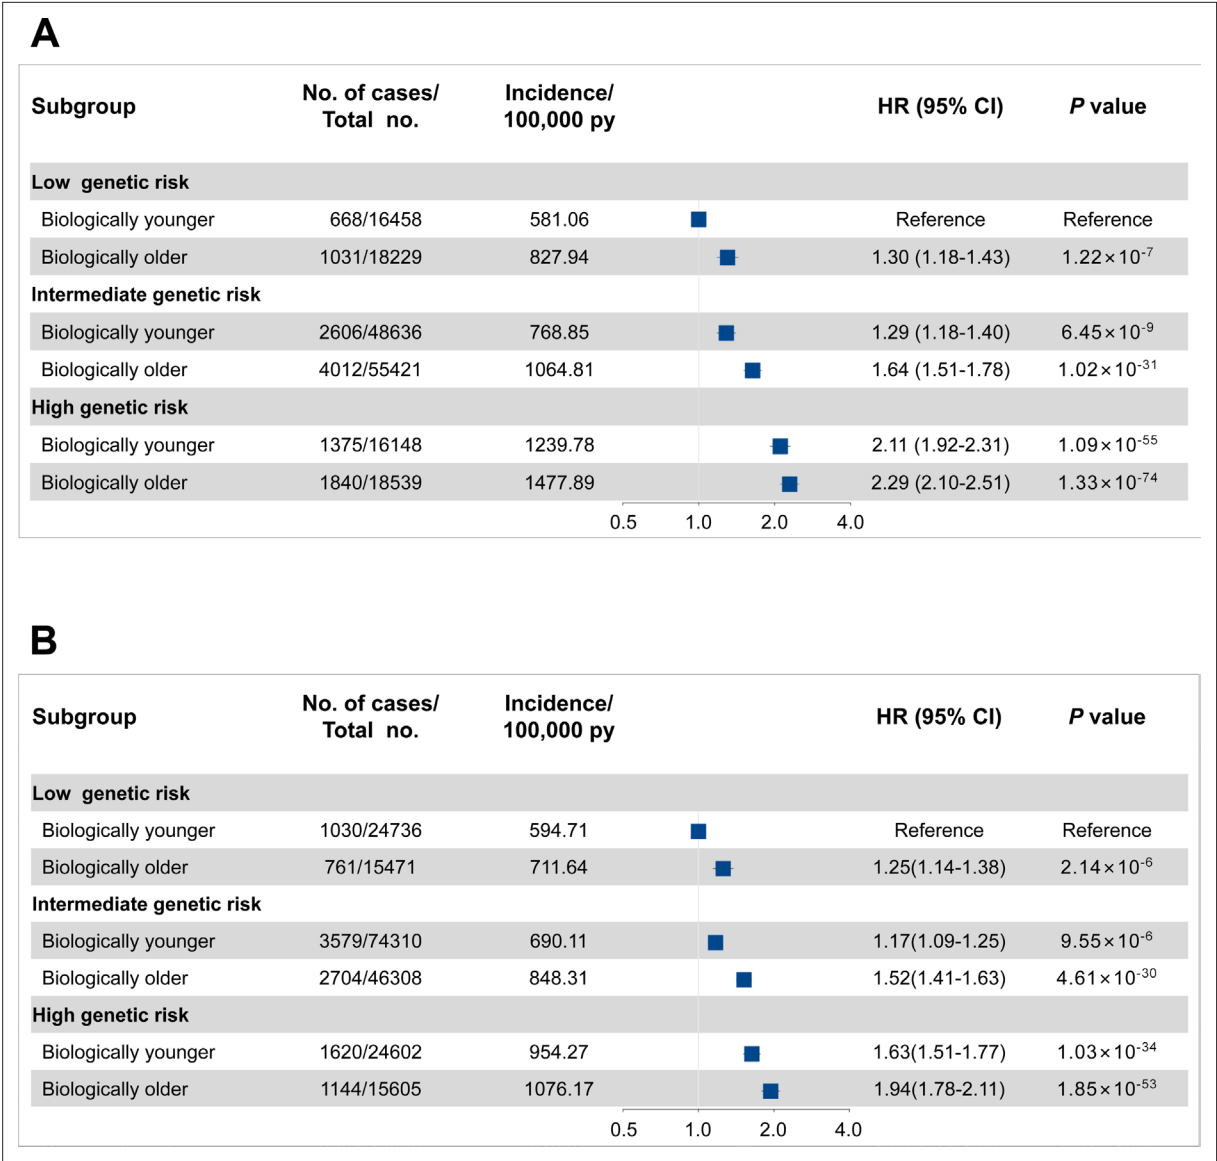 A
Subgroup No. of cases/ Total no. Incidence/ 100,000 py HR (95% CI) P value
Low genetic risk
Biologically younger 668/16458 581.06 Reference Reference
Biologically older 1031/18229 827.94 1.30 (1.18-1.43) 1.22×10⁻⁷
Intermediate genetic risk
Biologically younger 2606/48636 768.85 1.29 (1.18-1.40) 6.45×10⁻⁹
Biologically older 4012/55421 1064.81 1.64 (1.51-1.78) 1.02×10⁻³¹
High genetic risk
Biologically younger 1375/16148 1239.78 2.11 (1.92-2.31) 1.09×10⁻⁵⁵
Biologically older 1840/18539 1477.89 2.29 (2.10-2.51) 1.33×10⁻⁷⁴
0.5 1.0 2.0 4.0
B
Subgroup No. of cases/ Total no. Incidence/ 100,000 py HR (95% CI) P value
Low genetic risk
Biologically younger 1030/24736 594.71 Reference Reference
Biologically older 761/15471 711.64 1.25(1.14-1.38) 2.14×10⁻⁶
Intermediate genetic risk
Biologically younger 3579/74310 690.11 1.17(1.09-1.25) 9.55×10⁻⁶
Biologically older 2704/46308 848.31 1.52(1.41-1.63) 4.61×10⁻³⁰
High genetic risk
Biologically younger 1620/24602 954.27 1.63(1.51-1.77) 1.03×10⁻³⁴
Biologically older 1144/15605 1076.17 1.94(1.78-2.11) 1.85×10⁻⁵³
0.5 1.0 2.0 4.0